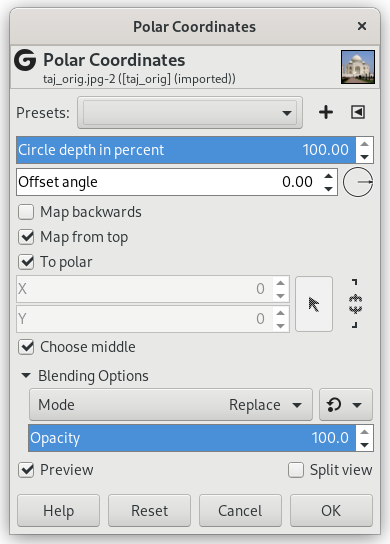 Polar Coordinates
Polar Coordinates
taj_orig.jpg-2 ([taj_orig] (imported))
Presets:
Circle depth in percent 100.00
Offset angle 0.00
Map backwards
Map from top
To polar
X 0
Y 0
Choose middle
Blending Options
Mode Replace
Opacity 100.0
Preview Split view
Help Reset Cancel OK